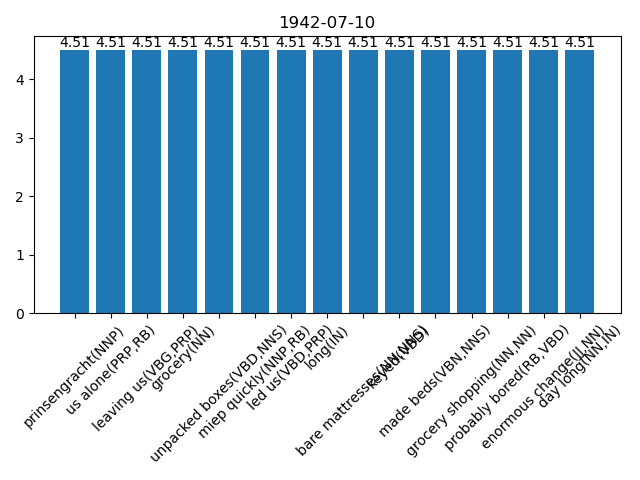 1942-07-10
4.51 4.51 4.51 4.51 4.51 4.51 4.51 4.51 4.51 4.51 4.51 4.51 4.51 4.51 4.51
4
3
2
1
0
prinsengracht(NNP)
us alone(PRP,RB)
leaving us(VBG,PRP)
grocery(NN)
unpacked boxes(VBD,NNS)
miep quickly(NNP,RB)
led us(VBD,PRP)
long(IN)
bare mattresses(NN,NNS)
made beds(VBN,NNS)
grocery shopping(NN,NN)
probably bored(RB,VBD)
enormous change(JJ,NN)
day long(NN,IN)